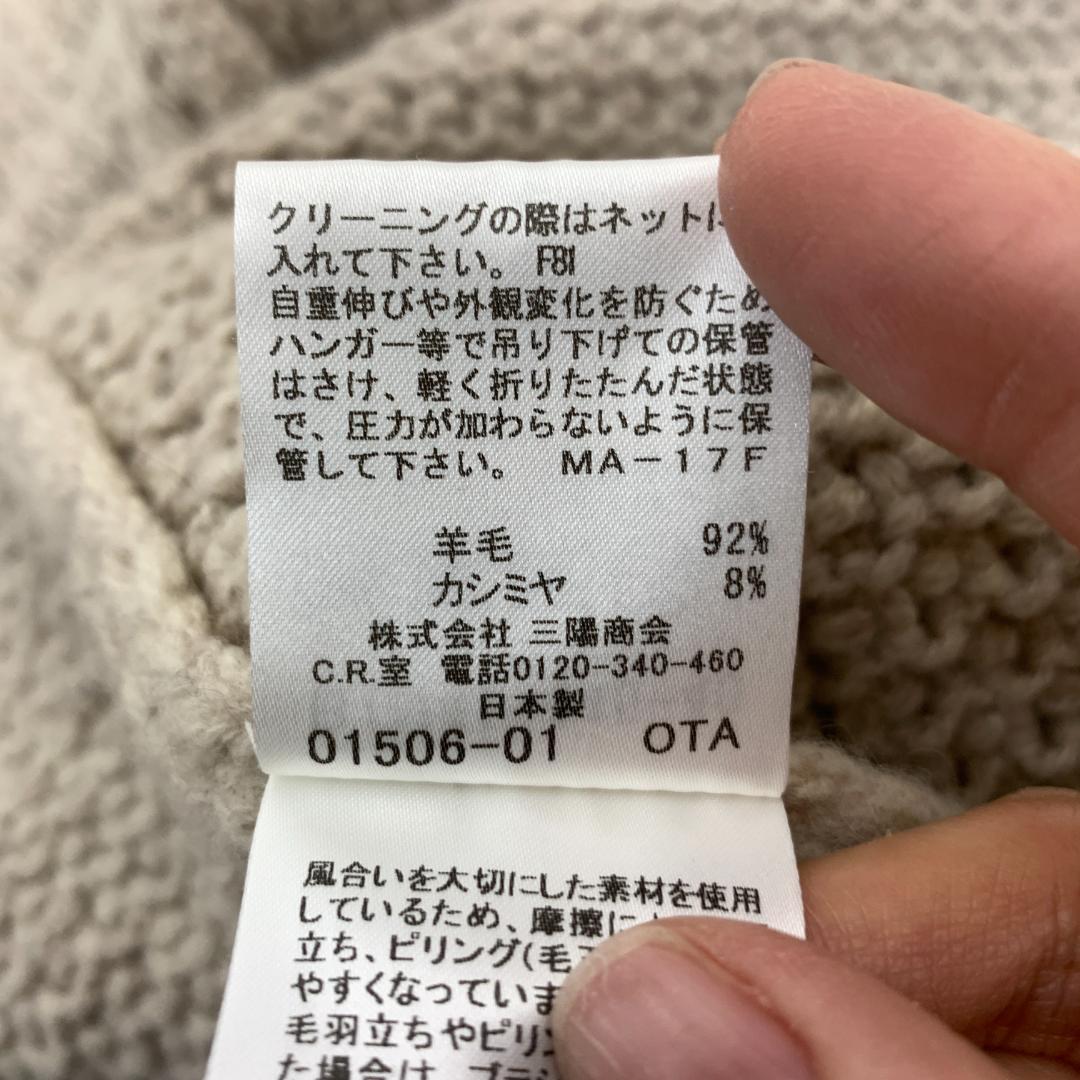 クリーニングの際はネットに
入れて下さい。 F81
自重伸びや外観変化を防ぐため
ハンガー等で吊り下げての保管
はさけ、軽く折りたたんだ状態
で、圧力が加わらないように保
管して下さい。 MA-17F
羊毛 92%
カシミヤ 8%
株式会社 三陽商会
C.R.室 電話0120-340-460
日本製
01506-01 OTA
風合いを大切にした素材を使用
しているため、摩擦に
立ち、ピリング(毛
やすくなっていま
毛羽立ちやピリン
た場合は、ブラシ